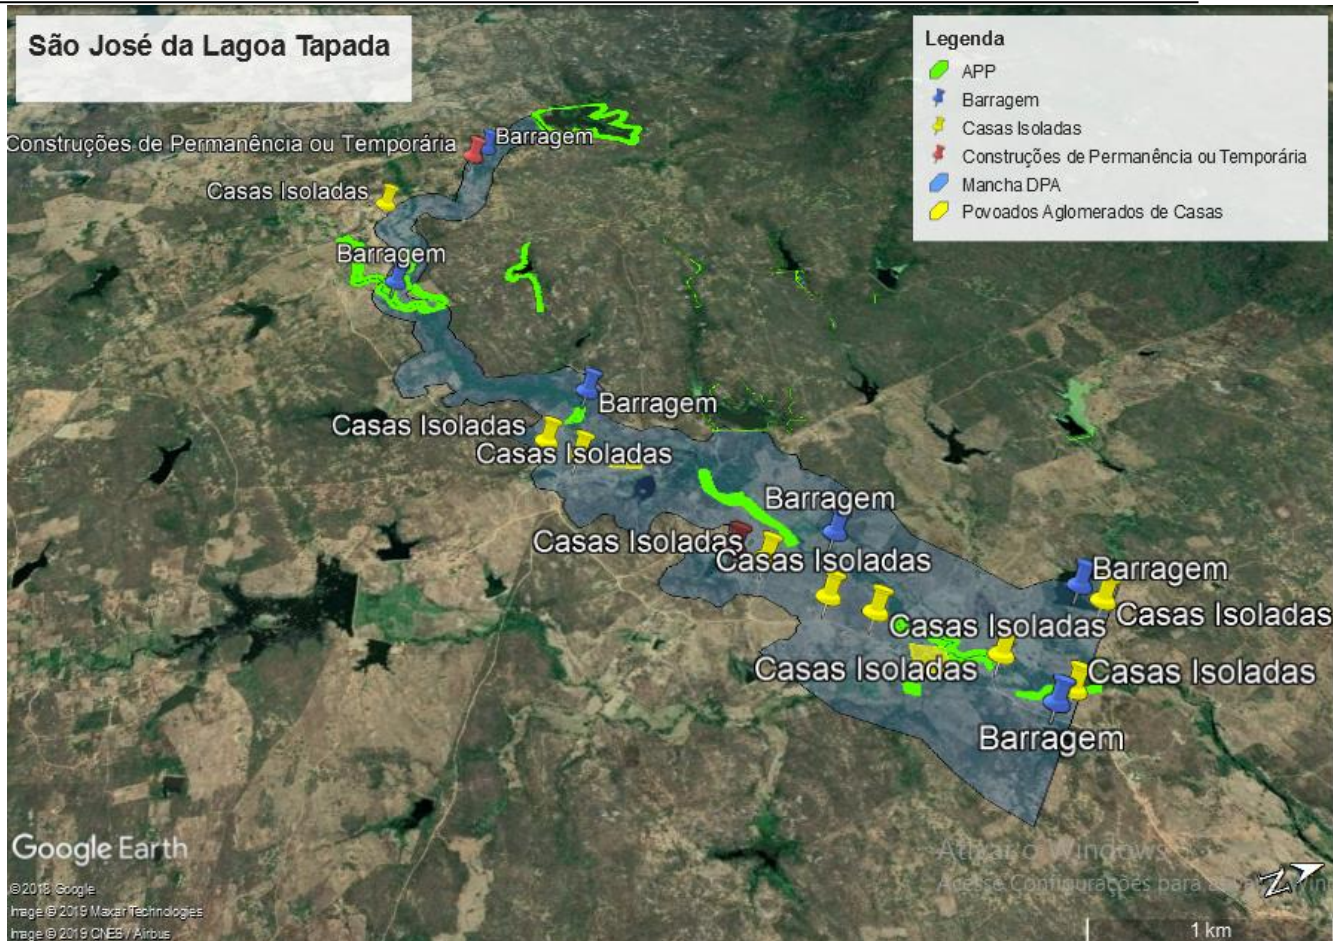 São José da Lagoa Tapada
Legenda
APP
Barragem
Casas Isoladas
Construções de Permanência ou Temporária
Mancha DPA
Povoados Aglomerados de Casas
Construções de Permanência ou Temporária
Barragem
Casas Isoladas
Barragem
Barragem
Casas Isoladas
Casas Isoladas
Barragem
Casas Isoladas
Casas Isoladas
Barragem
Casas Isoladas
Casas Isoladas
Casas Isoladas
Casas Isoladas
Barragem
Google Earth
© 2018 Google
Image © 2019 Maxar Technologies
Image © 2019 CNES / Airbus
Ativar o Windows
Acesse Configurações para
N
1 km